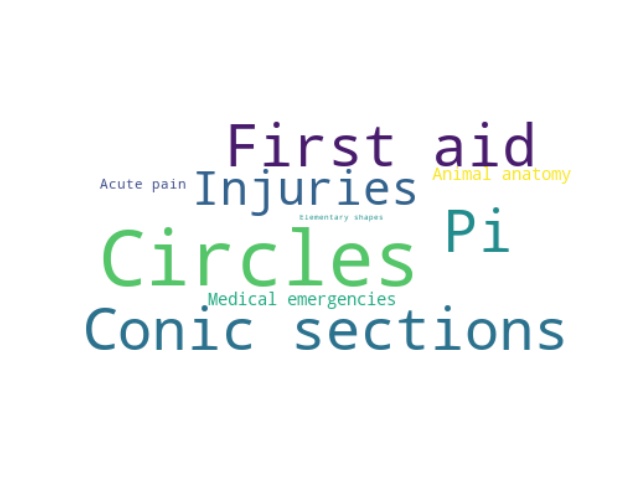 First aid
Animal anatomy
Acute pain
Injuries
Pi
Elementary shapes
Circles
Medical emergencies
Conic sections